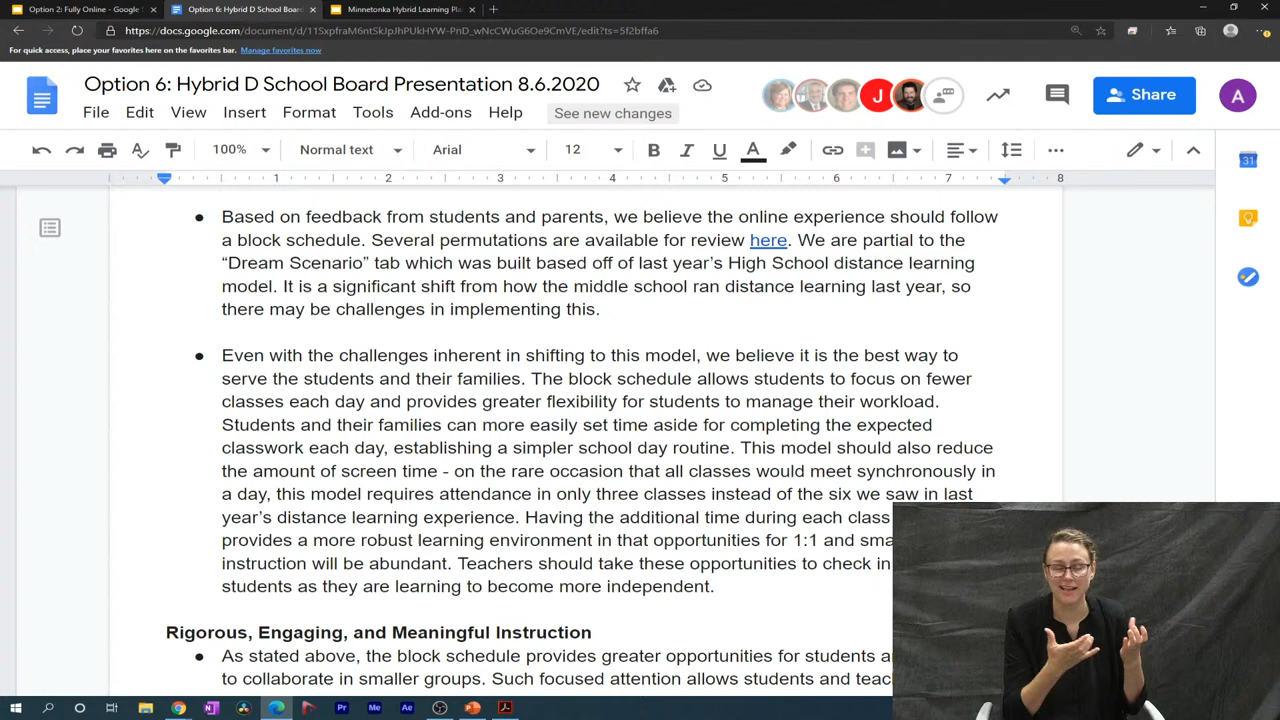 Option 2: Fully Online - Google S
Option 6: Hybrid D School Board
Minnetonka Hybrid Learning Pla
https://docs.google.com/document/d/11SxpfraM6ntSkJpJhPUkHYW-PnD_wNcCWuG6Oe9CmVE/edit?ts=5f2bffa6
For quick access, place your favorites here on the favorites bar. Manage favorites now
Option 6: Hybrid D School Board Presentation 8.6.2020
J
Share
A
File Edit View Insert Format Tools Add-ons Help See new changes
100% Normal text Arial 12 B I U A
1 2 3 4 5 6 7 8
31
● Based on feedback from students and parents, we believe the online experience should follow
a block schedule. Several permutations are available for review here. We are partial to the
“Dream Scenario” tab which was built based off of last year’s High School distance learning
model. It is a significant shift from how the middle school ran distance learning last year, so
there may be challenges in implementing this.
● Even with the challenges inherent in shifting to this model, we believe it is the best way to
serve the students and their families. The block schedule allows students to focus on fewer
classes each day and provides greater flexibility for students to manage their workload.
Students and their families can more easily set time aside for completing the expected
classwork each day, establishing a simpler school day routine. This model should also reduce
the amount of screen time - on the rare occasion that all classes would meet synchronously in
a day, this model requires attendance in only three classes instead of the six we saw in last
year’s distance learning experience. Having the additional time during each class
provides a more robust learning environment in that opportunities for 1:1 and sma
instruction will be abundant. Teachers should take these opportunities to check in
students as they are learning to become more independent.
Rigorous, Engaging, and Meaningful Instruction
● As stated above, the block schedule provides greater opportunities for students a
to collaborate in smaller groups. Such focused attention allows students and teac
Pr Me Ae